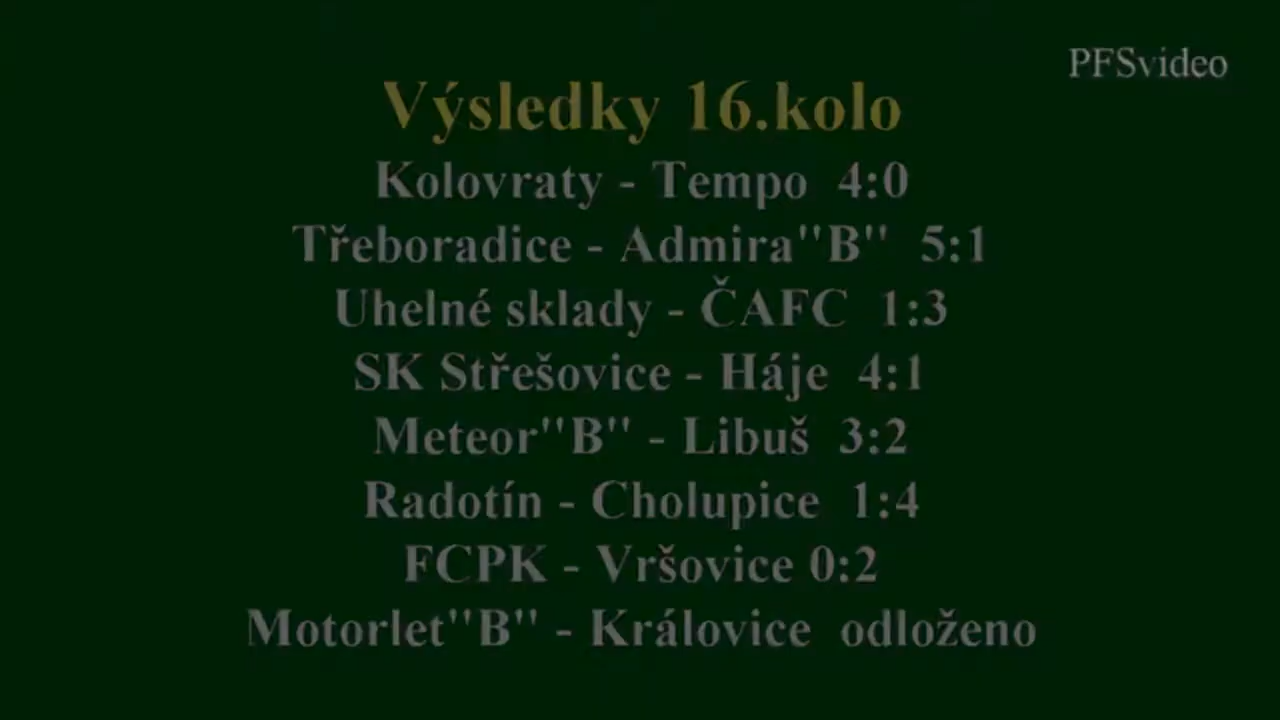 PFSvideo
Výsledky 16.kolo
Kolovraty - Tempo 4:0
Třeboradice - Admira"B" 5:1
Uhelné sklady - ČAFC 1:3
SK Střešovice - Háje 4:1
Meteor"B" - Libuš 3:2
Radotín - Cholupice 1:4
FCPK - Vršovice 0:2
Motorlet"B" - Královice odloženo